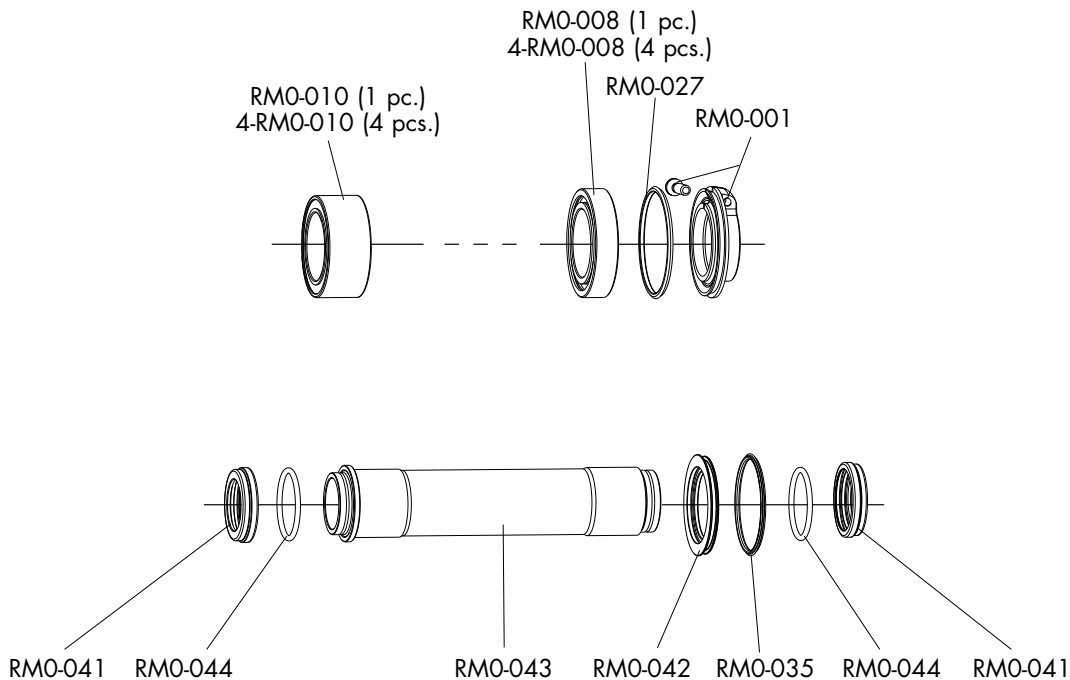 RM0-008 (1 pc.)
4-RM0-008 (4 pcs.)
RM0-027
RM0-010 (1 pc.)
4-RM0-010 (4 pcs.)
RM0-001
RM0-041
RM0-044
RM0-043
RM0-042
RM0-035
RM0-044
RM0-041